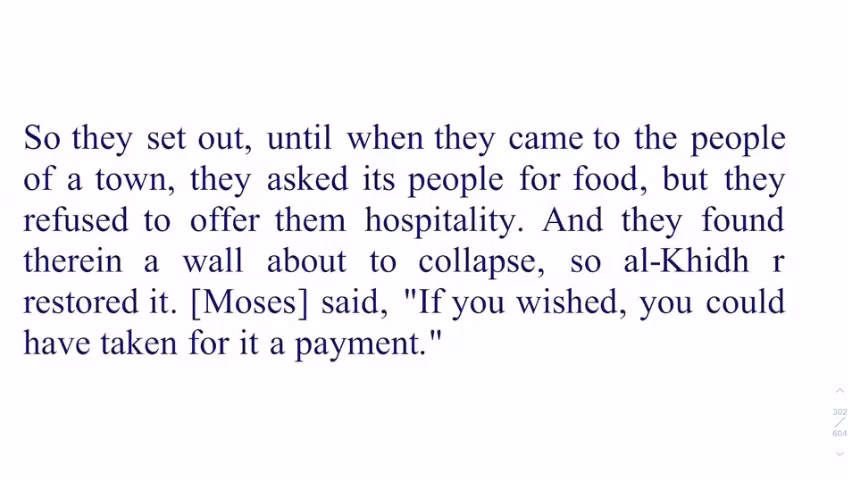 So they set out, until when they came to the people
of a town, they asked its people for food, but they
refused to offer them hospitality. And they found
therein a wall about to collapse, so al-Khidh r
restored it. [Moses] said, "If you wished, you could
have taken for it a payment."
302
/
604